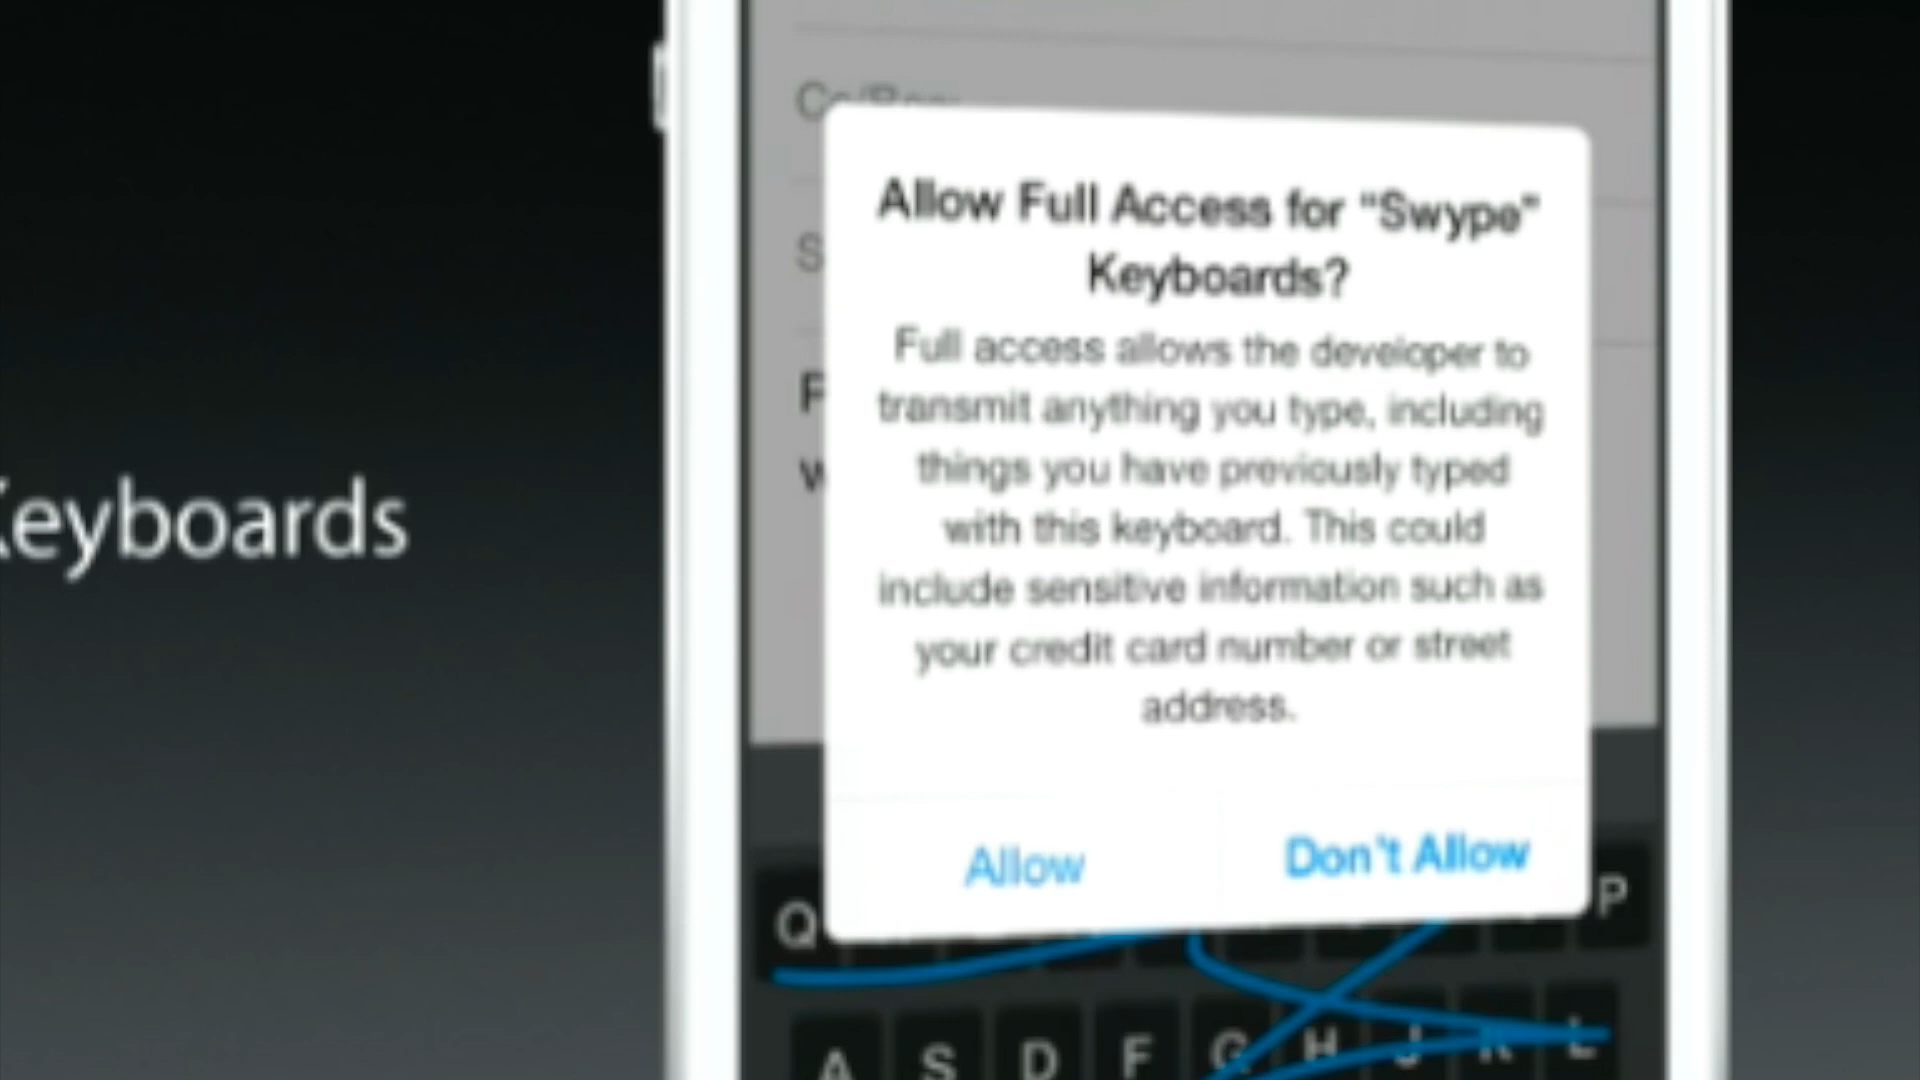 Keyboards
Cc/Bcc:
S
Allow Full Access for "Swype"
Keyboards?
F
Full access allows the developer to
transmit anything you type, including
things you have previously typed
w
with this keyboard. This could
include sensitive information such as
your credit card number or street
address.
Allow
Don't Allow
Q
P
A S D F G H J K L